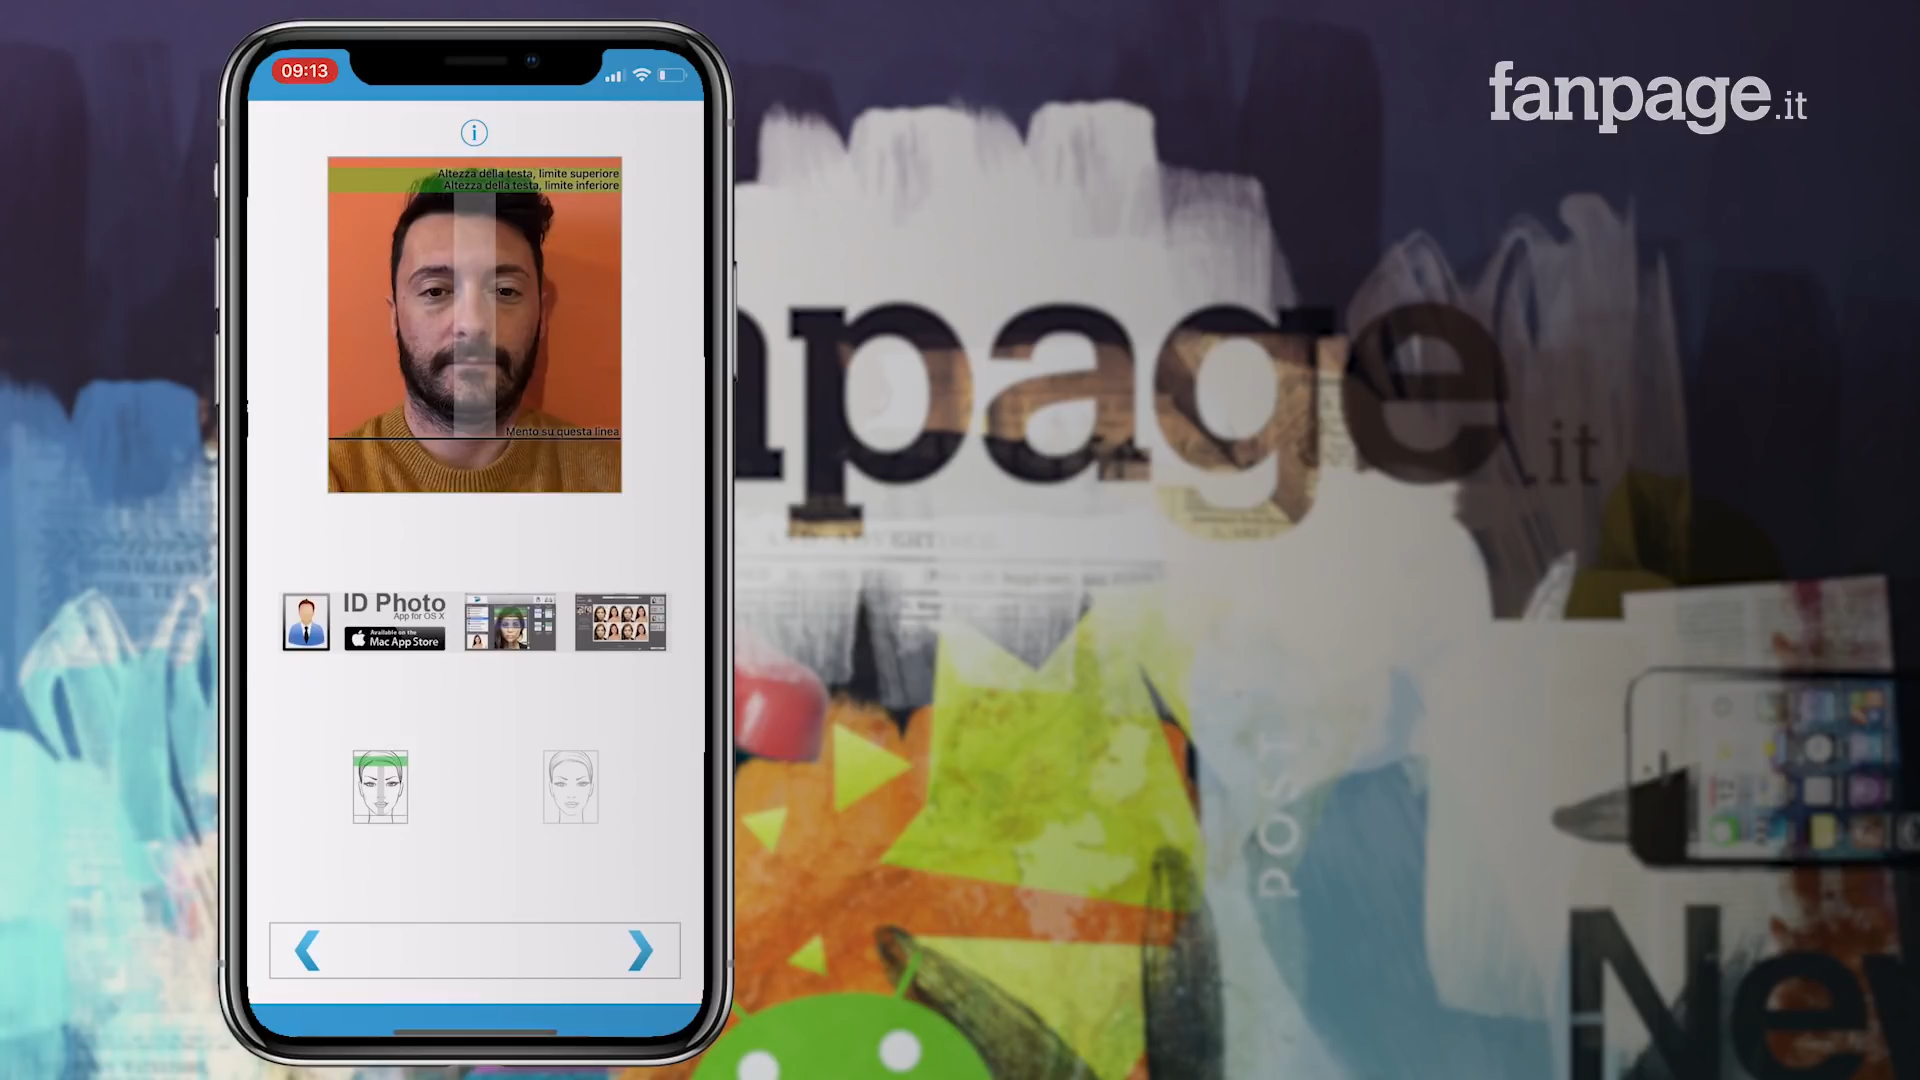 09:13
fanpage.it
i
Altezza della testa, limite superiore
Altezza della testa, limite inferiore
Mento su questa linea
ID Photo
App for OS X
Available on the
Mac App Store
npage.it
POST
New